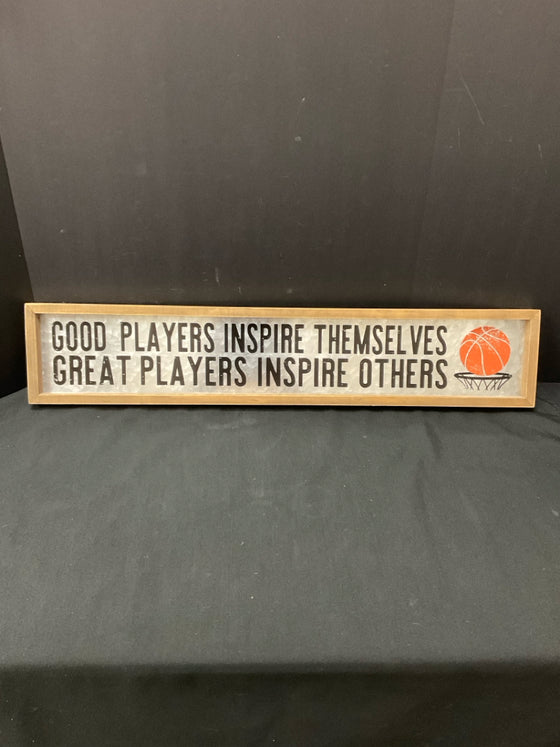 GOOD PLAYERS INSPIRE THEMSELVES
GREAT PLAYERS INSPIRE OTHERS